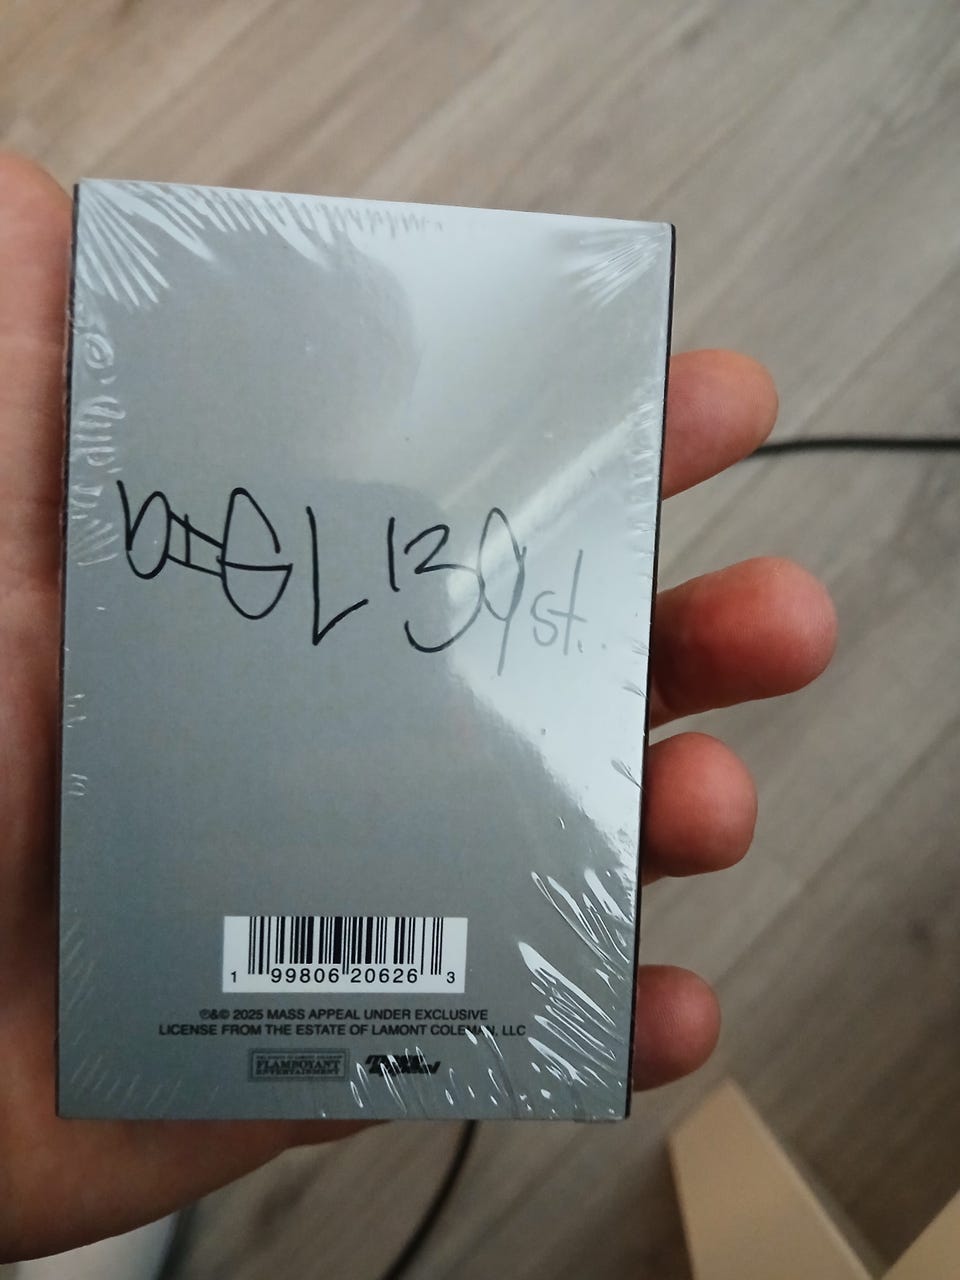 bIG L 139 st.
1 99806 20626 3
℗&© 2025 MASS APPEAL UNDER EXCLUSIVE
LICENSE FROM THE ESTATE OF LAMONT COLEMAN, LLC
FLAMBOYANT
ENTERTAINMENT